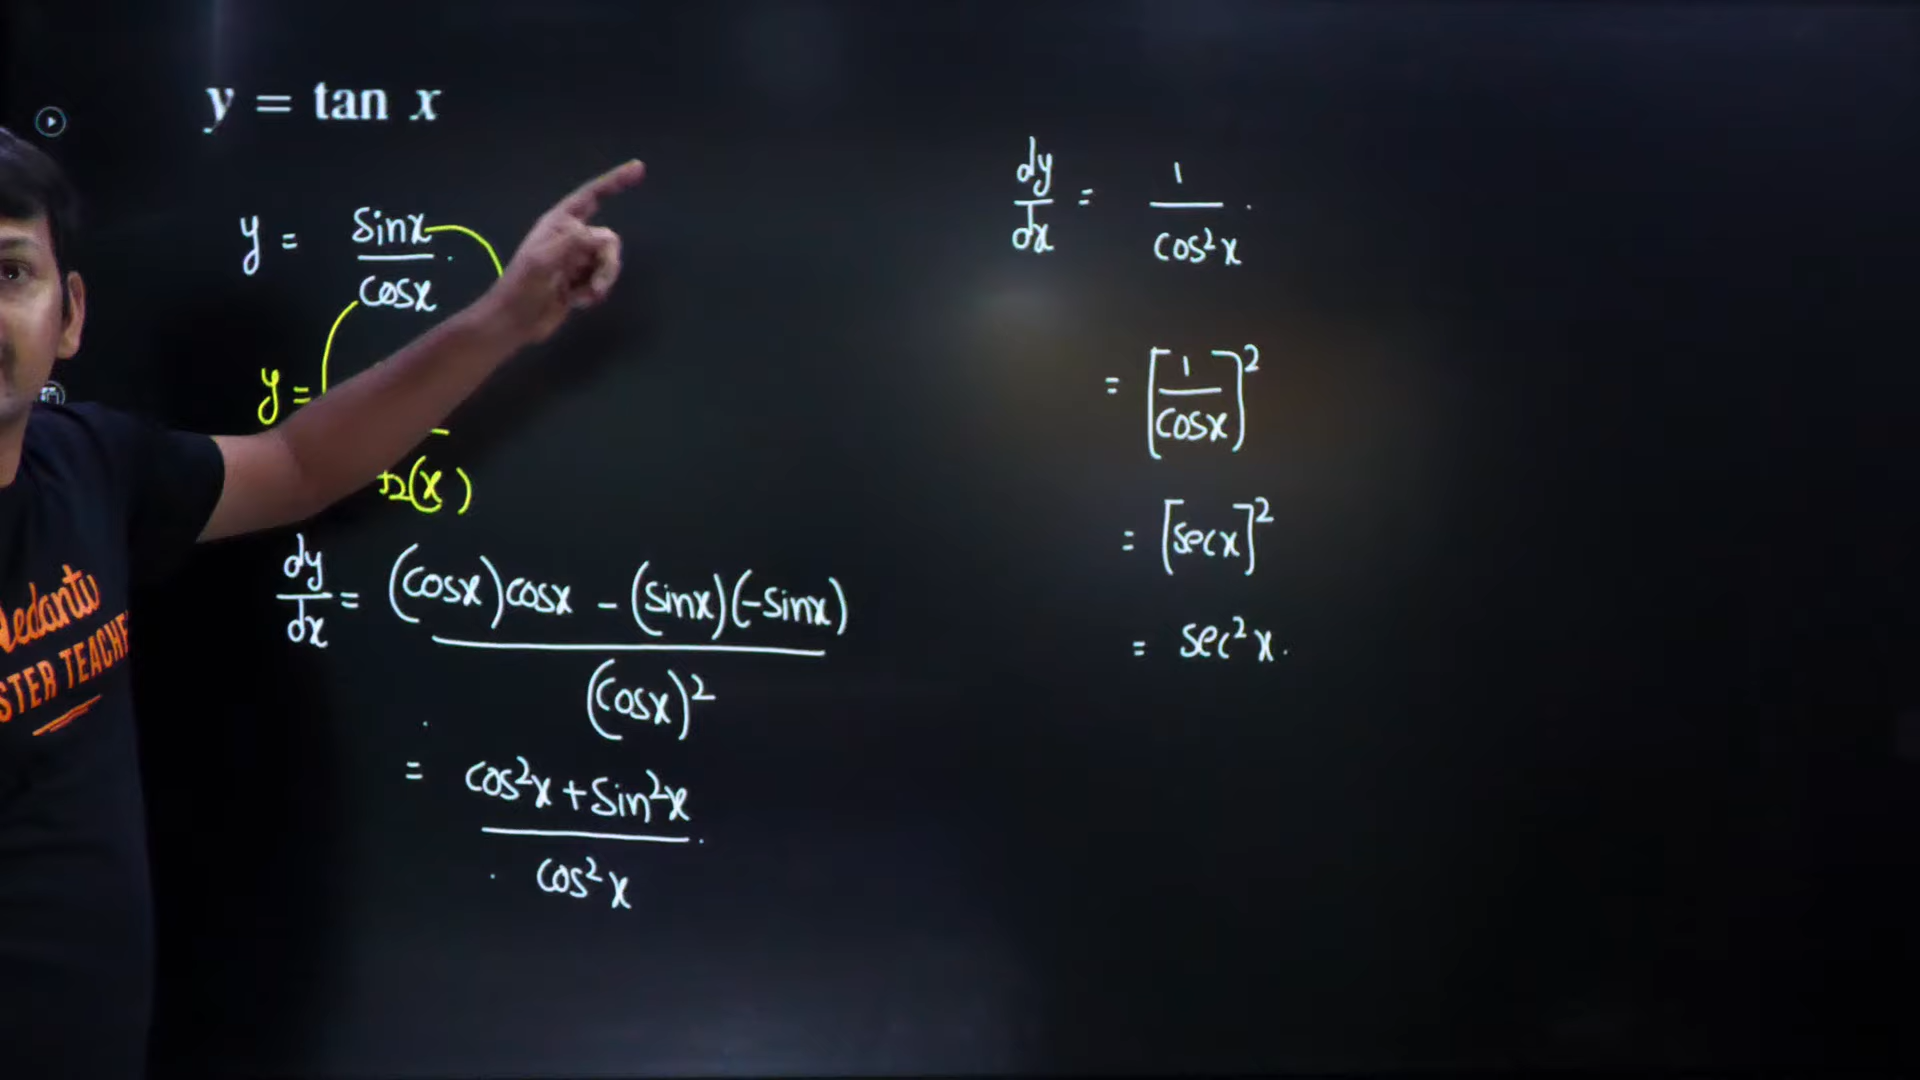 y = tan x
y = sinx / cosx
y =
f2(x)
dy/dx = (cosx)cosx - (sinx)(-sinx) / (cosx)²
= cos²x + sin²x / cos²x
dy/dx = 1 / cos²x
= [1 / cosx]²
= [secx]²
= sec²x
Vedantu
STER TEACHE